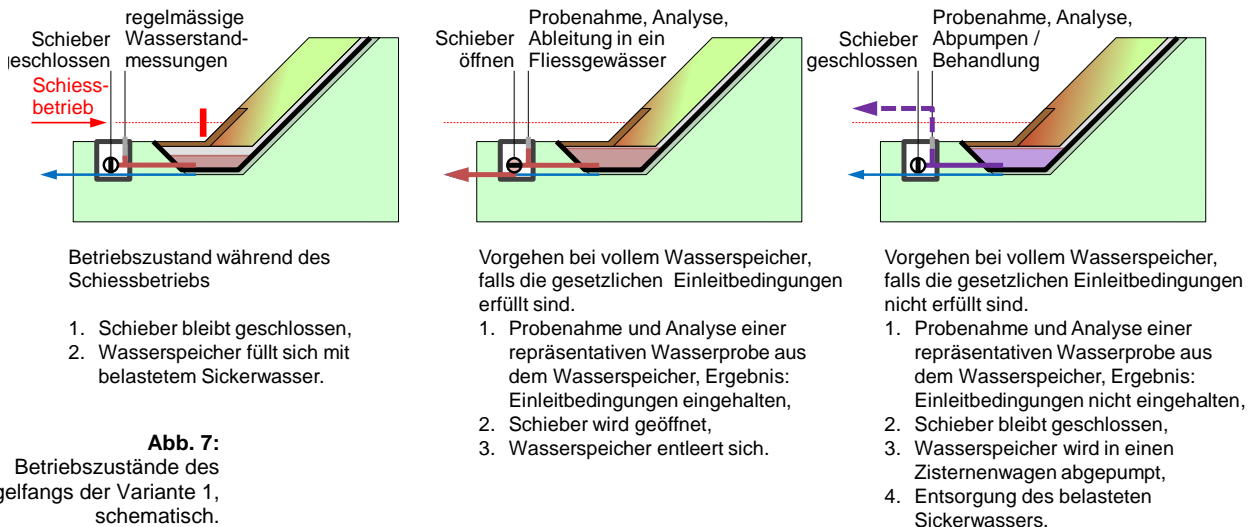 regelmässige
Wasserstand-
messungen
Schieber
geschlossen
Schiess-
betrieb
Betriebszustand während des
Schiessbetriebs
1. Schieber bleibt geschlossen,
2. Wasserspeicher füllt sich mit
belastetem Sickerwasser.
Abb. 7:
Betriebszustände des
gelfangs der Variante 1,
schematisch.
Probenahme, Analyse,
Ableitung in ein
Fliessgewässer
Schieber
öffnen
Vorgehen bei vollem Wasserspeicher,
falls die gesetzlichen Einleitbedingungen
erfüllt sind.
1. Probenahme und Analyse einer
repräsentativen Wasserprobe aus
dem Wasserspeicher, Ergebnis:
Einleitbedingungen eingehalten,
2. Schieber wird geöffnet,
3. Wasserspeicher entleert sich.
Probenahme, Analyse,
Abpumpen /
Behandlung
Schieber
geschlossen
Vorgehen bei vollem Wasserspeicher,
falls die gesetzlichen Einleitbedingungen
nicht erfüllt sind.
1. Probenahme und Analyse einer
repräsentativen Wasserprobe aus
dem Wasserspeicher, Ergebnis:
Einleitbedingungen nicht eingehalten,
2. Schieber bleibt geschlossen,
3. Wasserspeicher wird in einen
Zisternenwagen abgepumpt,
4. Entsorgung des belasteten
Sickerwassers.